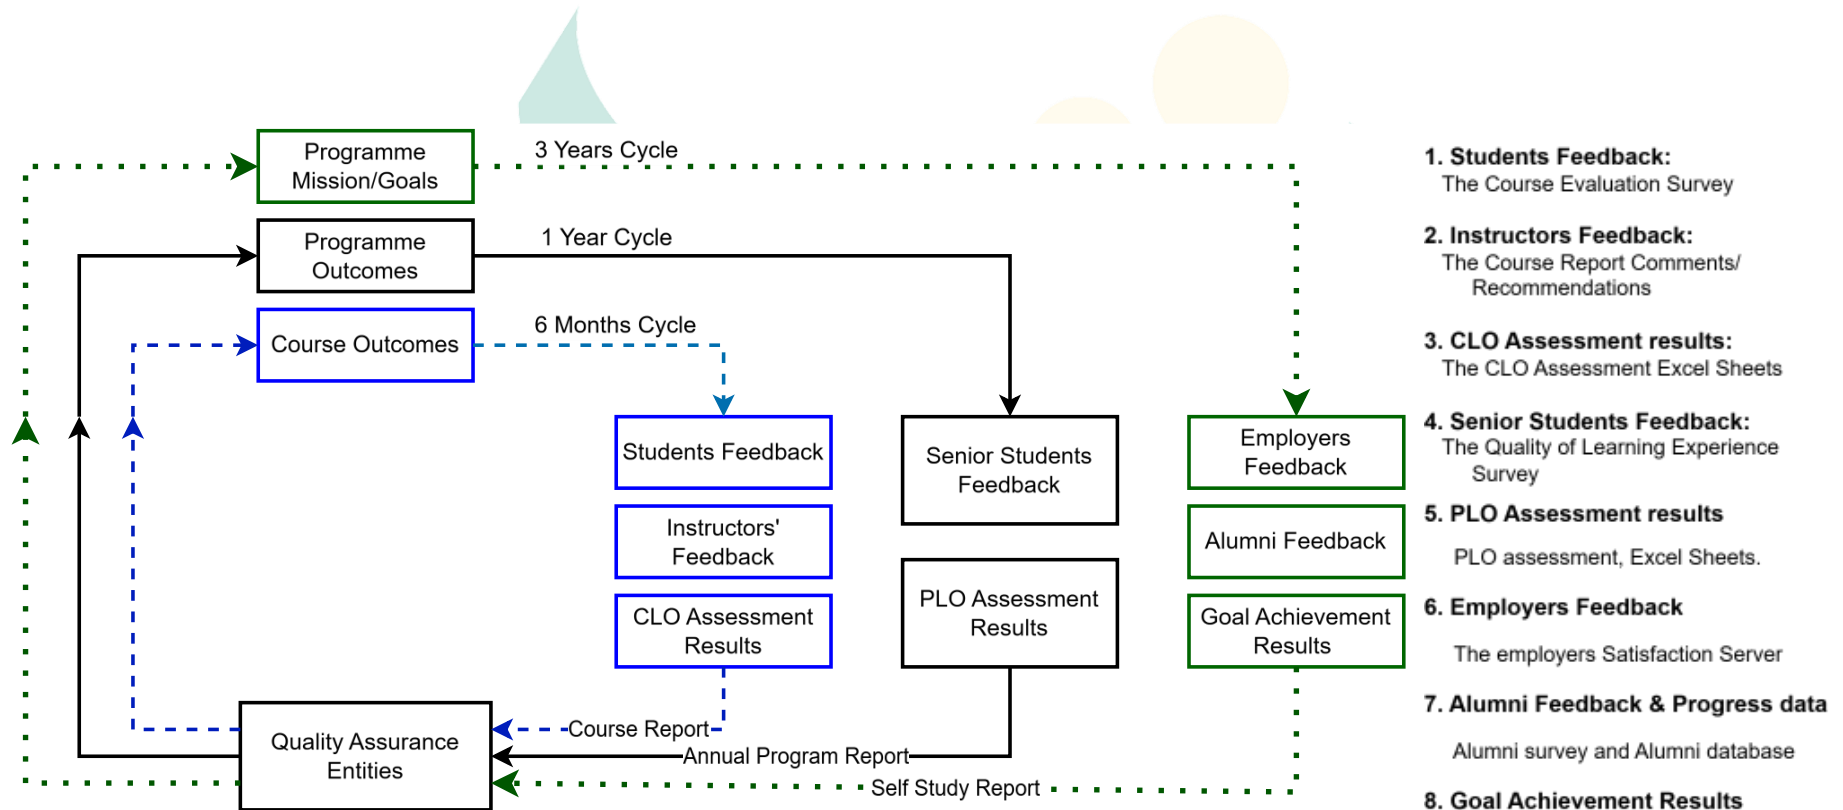 Programme
Mission/Goals
3 Years Cycle
Programme
Outcomes
1 Year Cycle
Course Outcomes
6 Months Cycle
Students Feedback
Instructors'
Feedback
CLO Assessment
Results
Senior Students
Feedback
PLO Assessment
Results
Employers
Feedback
Alumni Feedback
Goal Achievement
Results
Quality Assurance
Entities
Course Report
Annual Program Report
Self Study Report
1. Students Feedback:
The Course Evaluation Survey
2. Instructors Feedback:
The Course Report Comments/
Recommendations
3. CLO Assessment results:
The CLO Assessment Excel Sheets
4. Senior Students Feedback:
The Quality of Learning Experience
Survey
5. PLO Assessment results
PLO assessment, Excel Sheets.
6. Employers Feedback
The employers Satisfaction Server
7. Alumni Feedback & Progress data
Alumni survey and Alumni database
8. Goal Achievement Results